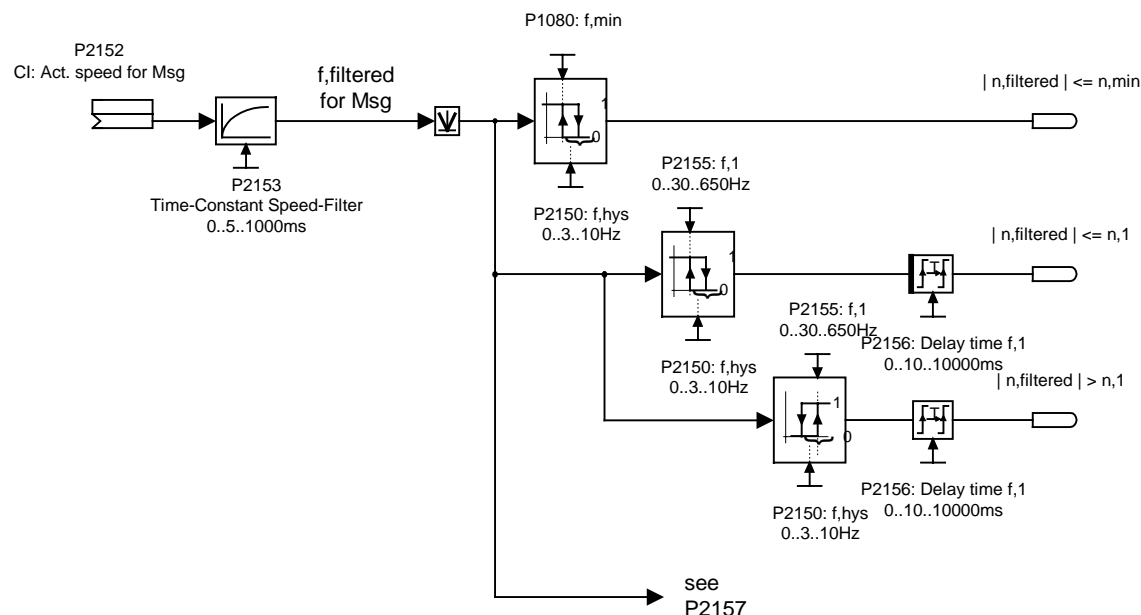 P1080: f,min
P2152
CI: Act. speed for Msg
f,filtered
for Msg
| n,filtered | <= n,min
1
0
P2153
Time-Constant Speed-Filter
0..5..1000ms
P2155: f,1
0..30..650Hz
P2150: f,hys
0..3..10Hz
| n,filtered | <= n,1
1
0
T
P2155: f,1
0..30..650Hz
P2156: Delay time f,1
0..10..10000ms
P2150: f,hys
0..3..10Hz
| n,filtered | > n,1
1
0
T
P2156: Delay time f,1
0..10..10000ms
P2150: f,hys
0..3..10Hz
see
P2157